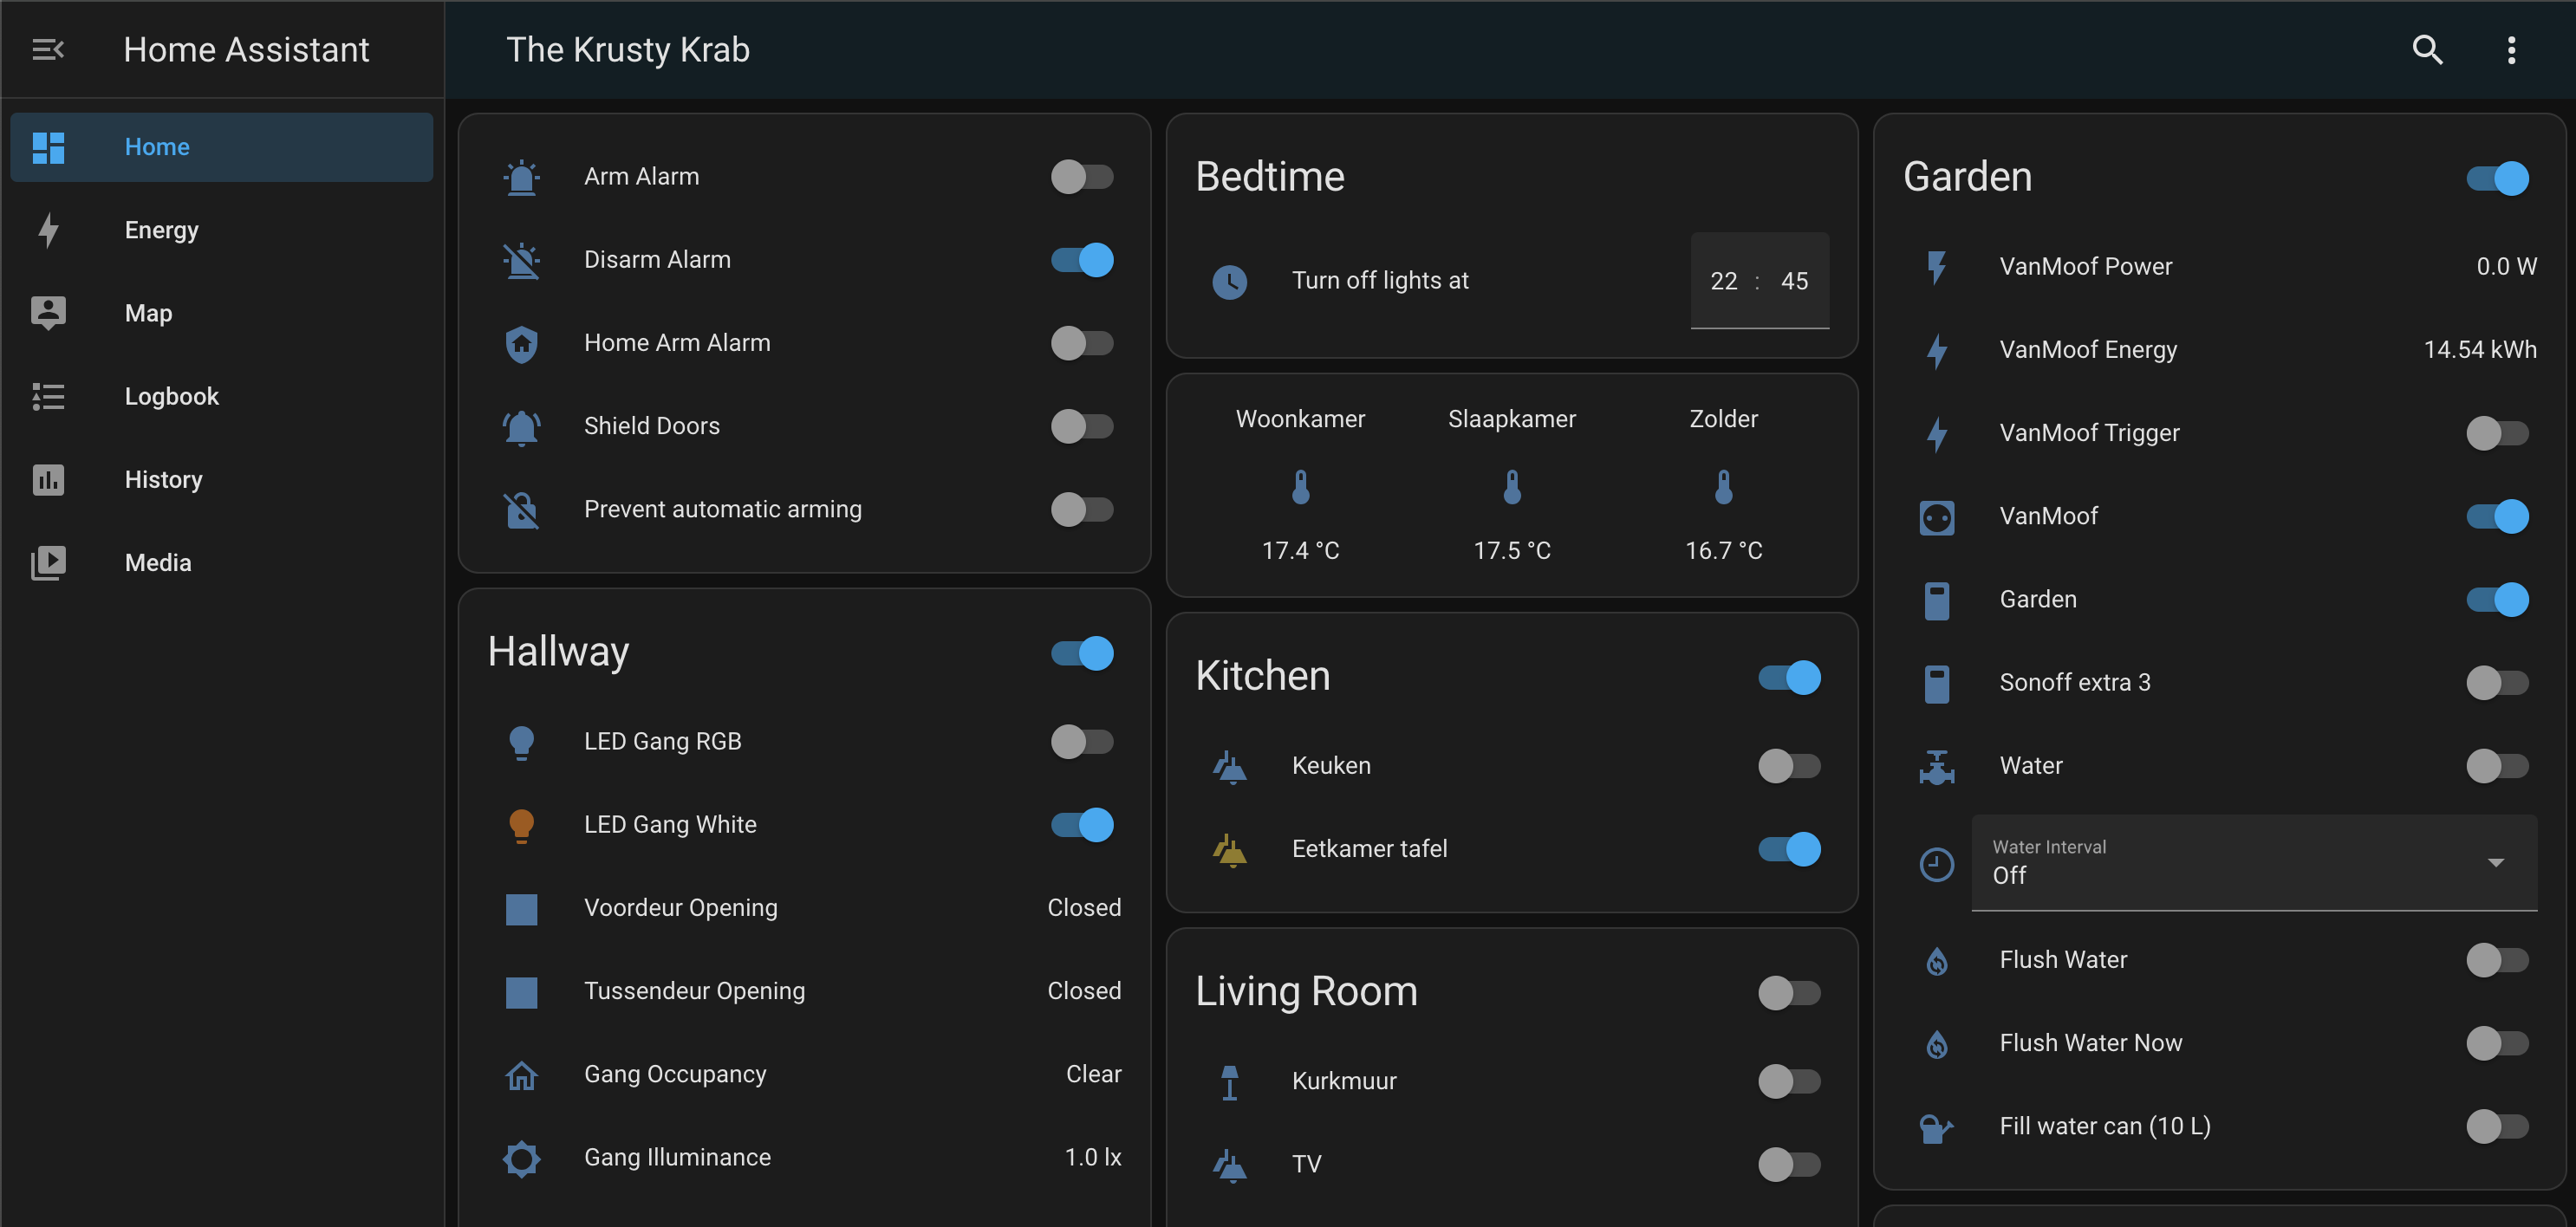 Home Assistant
The Krusty Krab
Home
Energy
Map
Logbook
History
Media
Arm Alarm
Disarm Alarm
Home Arm Alarm
Shield Doors
Prevent automatic arming
Hallway
LED Gang RGB
LED Gang White
Voordeur Opening Closed
Tussendeur Opening Closed
Gang Occupancy Clear
Gang Illuminance 1.0 lx
Bedtime
Turn off lights at 22 : 45
Woonkamer Slaapkamer Zolder
17.4 °C 17.5 °C 16.7 °C
Kitchen
Keuken
Eetkamer tafel
Living Room
Kurkmuur
TV
Garden
VanMoof Power 0.0 W
VanMoof Energy 14.54 kWh
VanMoof Trigger
VanMoof
Garden
Sonoff extra 3
Water
Water Interval
Off
Flush Water
Flush Water Now
Fill water can (10 L)